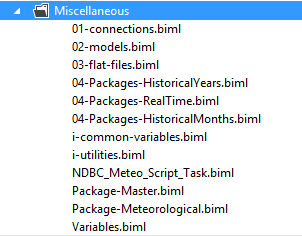 Miscellaneous
01-connections.biml
02-models.biml
03-flat-files.biml
04-Packages-HistoricalYears.biml
04-Packages-RealTime.biml
04-Packages-HistoricalMonths.biml
i-common-variables.biml
i-utilities.biml
NDBC_Meteo_Script_Task.biml
Package-Master.biml
Package-Meteorological.biml
Variables.biml